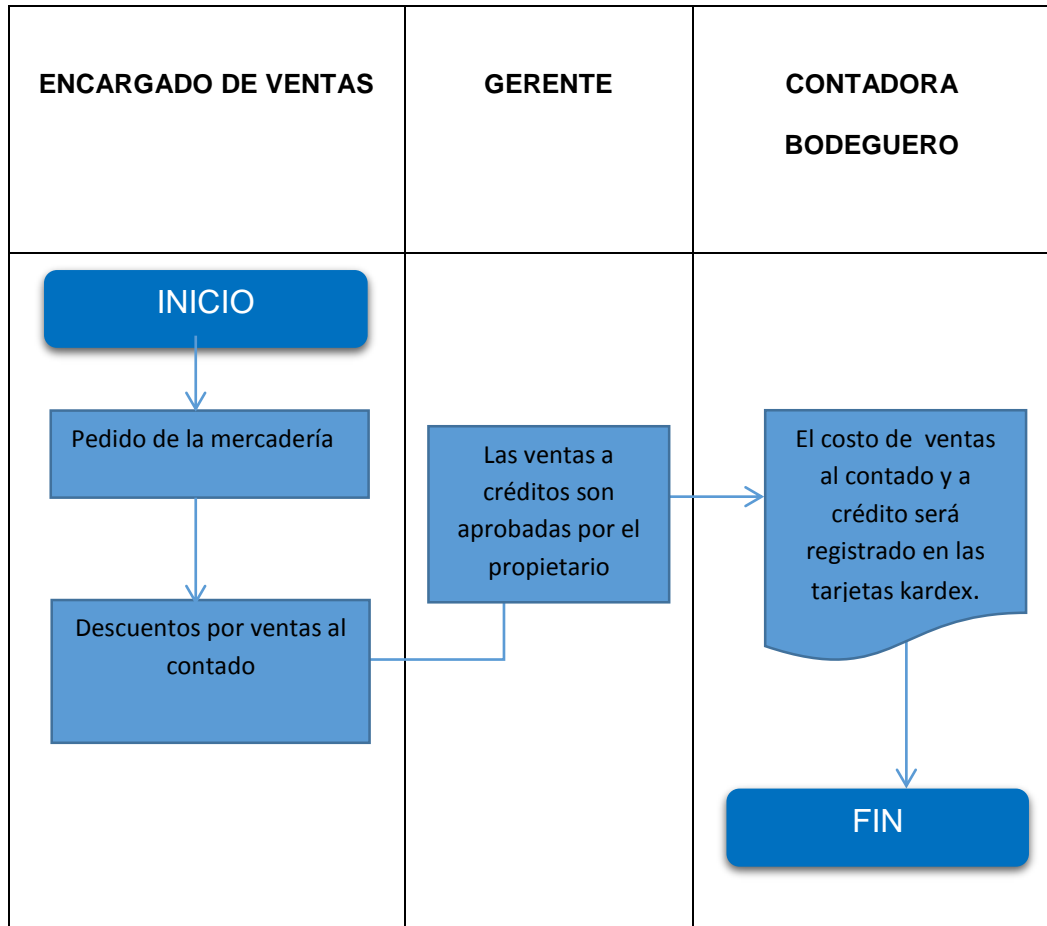 ENCARGADO DE VENTAS
GERENTE
CONTADORA
BODEGUERO
INICIO
Pedido de la mercadería
Descuentos por ventas al
contado
Las ventas a
créditos son
aprobadas por el
propietario
El costo de ventas
al contado y a
crédito será
registrado en las
tarjetas kardex.
FIN